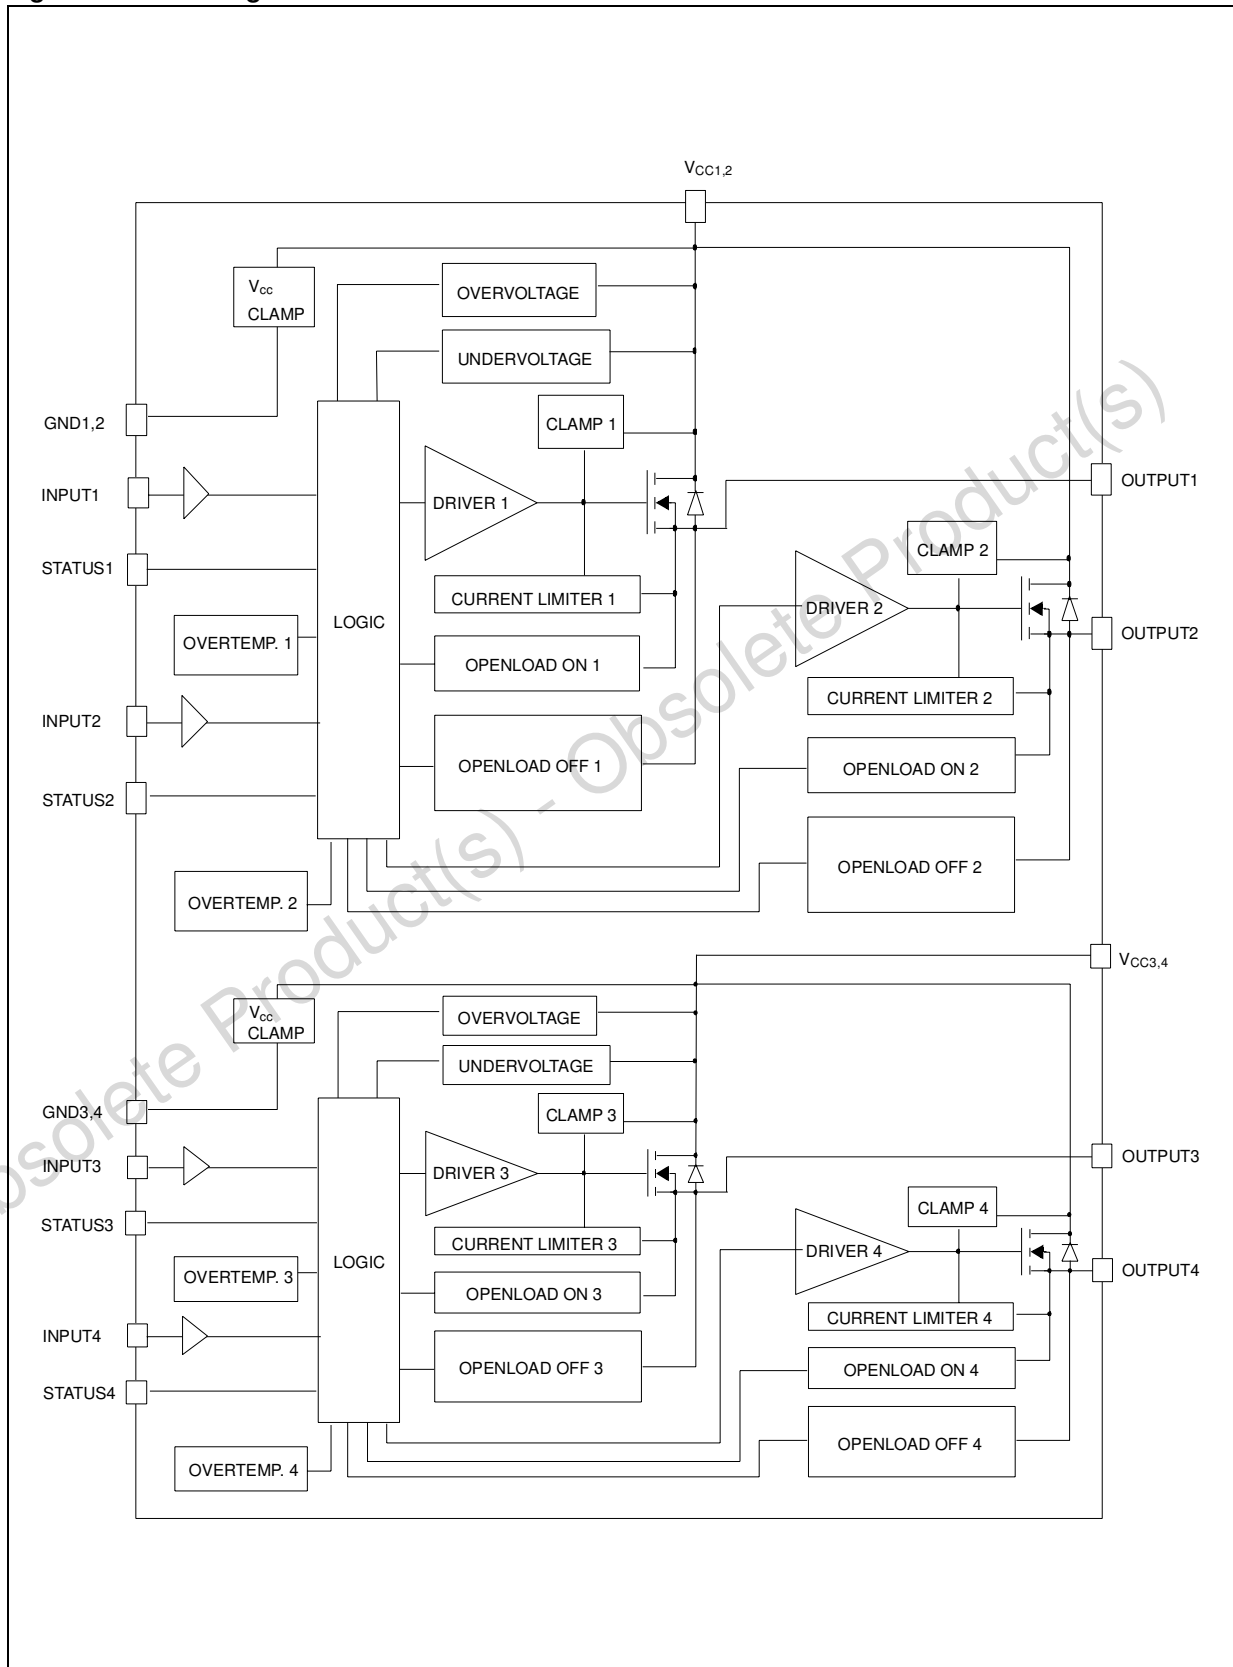 V_CC1,2
V_cc
CLAMP
OVERVOLTAGE
UNDERVOLTAGE
GND1,2
CLAMP 1
INPUT1
DRIVER 1
OUTPUT1
STATUS1
CURRENT LIMITER 1
CLAMP 2
DRIVER 2
LOGIC
OVERTEMP. 1
OPENLOAD ON 1
OUTPUT2
CURRENT LIMITER 2
INPUT2
OPENLOAD OFF 1
OPENLOAD ON 2
STATUS2
OPENLOAD OFF 2
OVERTEMP. 2
V_CC3,4
V_cc
CLAMP
OVERVOLTAGE
UNDERVOLTAGE
GND3,4
CLAMP 3
INPUT3
DRIVER 3
OUTPUT3
STATUS3
CURRENT LIMITER 3
CLAMP 4
DRIVER 4
LOGIC
OVERTEMP. 3
OPENLOAD ON 3
OUTPUT4
CURRENT LIMITER 4
INPUT4
OPENLOAD OFF 3
OPENLOAD ON 4
STATUS4
OPENLOAD OFF 4
OVERTEMP. 4
Obsolete Product(s) - Obsolete Product(s)